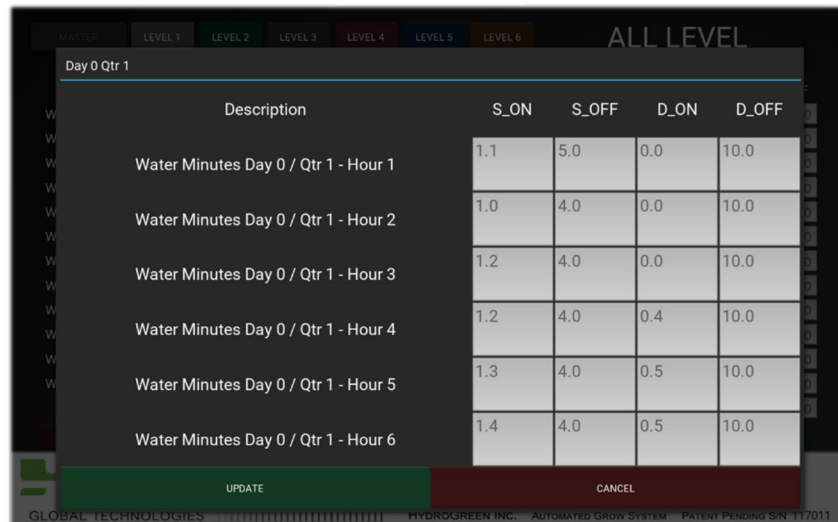 MASTER LEVEL 1 LEVEL 2 LEVEL 3 LEVEL 4 LEVEL 5 LEVEL 6 ALL LEVEL
Day 0 Qtr 1
Description S_ON S_OFF D_ON D_OFF
Water Minutes Day 0 / Qtr 1 - Hour 1 1.1 5.0 0.0 10.0
Water Minutes Day 0 / Qtr 1 - Hour 2 1.0 4.0 0.0 10.0
Water Minutes Day 0 / Qtr 1 - Hour 3 1.2 4.0 0.0 10.0
Water Minutes Day 0 / Qtr 1 - Hour 4 1.2 4.0 0.4 10.0
Water Minutes Day 0 / Qtr 1 - Hour 5 1.3 4.0 0.5 10.0
Water Minutes Day 0 / Qtr 1 - Hour 6 1.4 4.0 0.5 10.0
UPDATE CANCEL
GLOBAL TECHNOLOGIES HYDROGREEN INC. AUTOMATED GROW SYSTEM PATENT PENDING S/N 117011